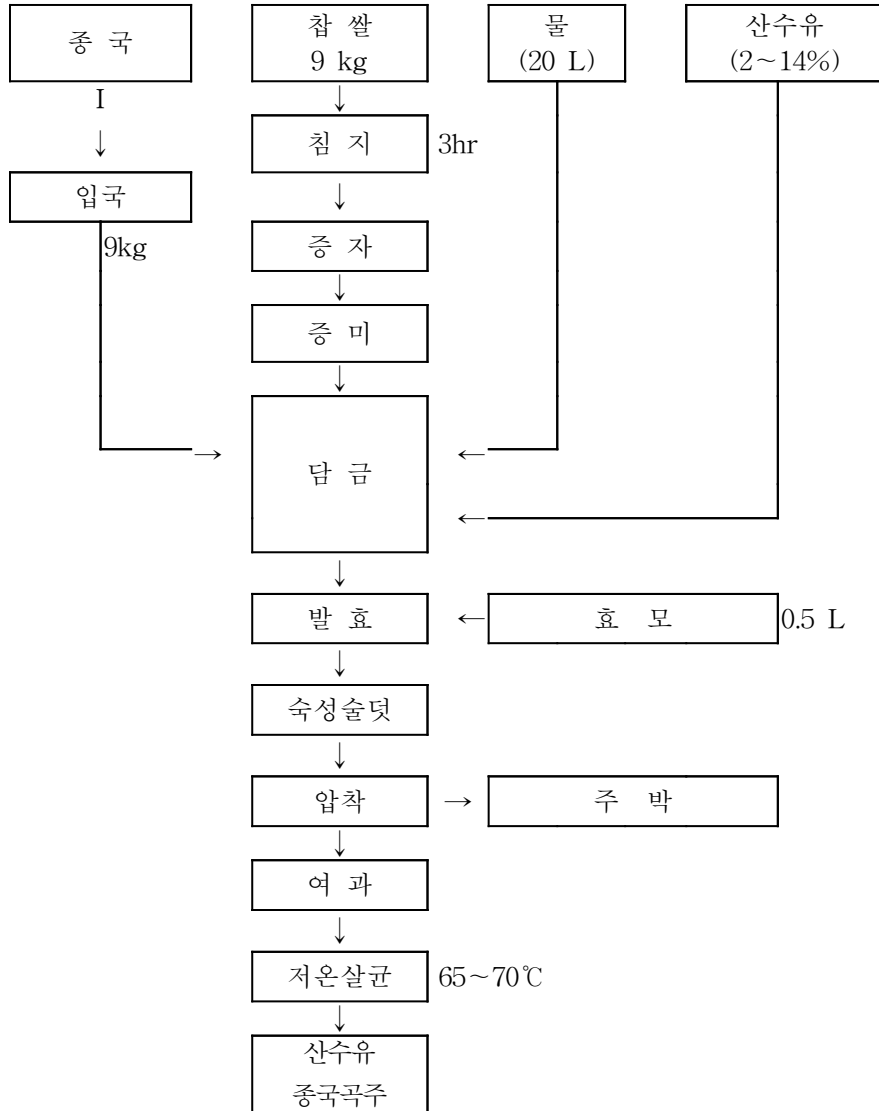 종 국
찹 쌀
9 kg
물
(20 L)
산수유
(2~14%)
I
↓
↓
침 지
3hr
입국
↓
9kg
증 자
↓
증 미
↓
→
담 금
←
←
↓
발 효
←
효 모
0.5 L
↓
숙성술덧
↓
압착
→
주 박
↓
여 과
↓
저온살균
65~70℃
↓
산수유
종국곡주